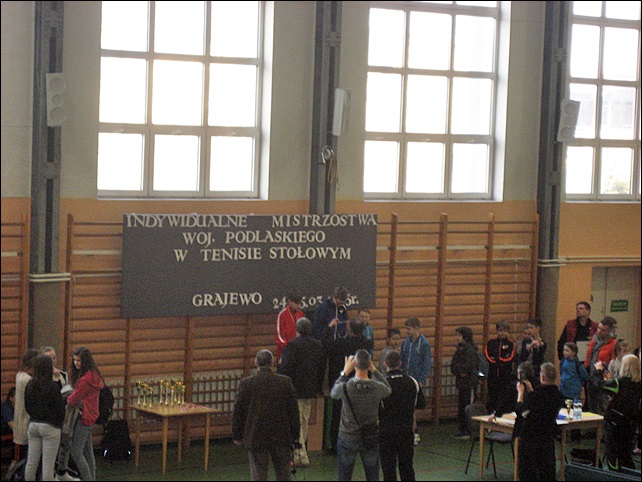 INDYWIDUALNE MISTRZOSTWA
WOJ. PODLASKIEGO
W TENISIE STOŁOWYM
GRAJEWO